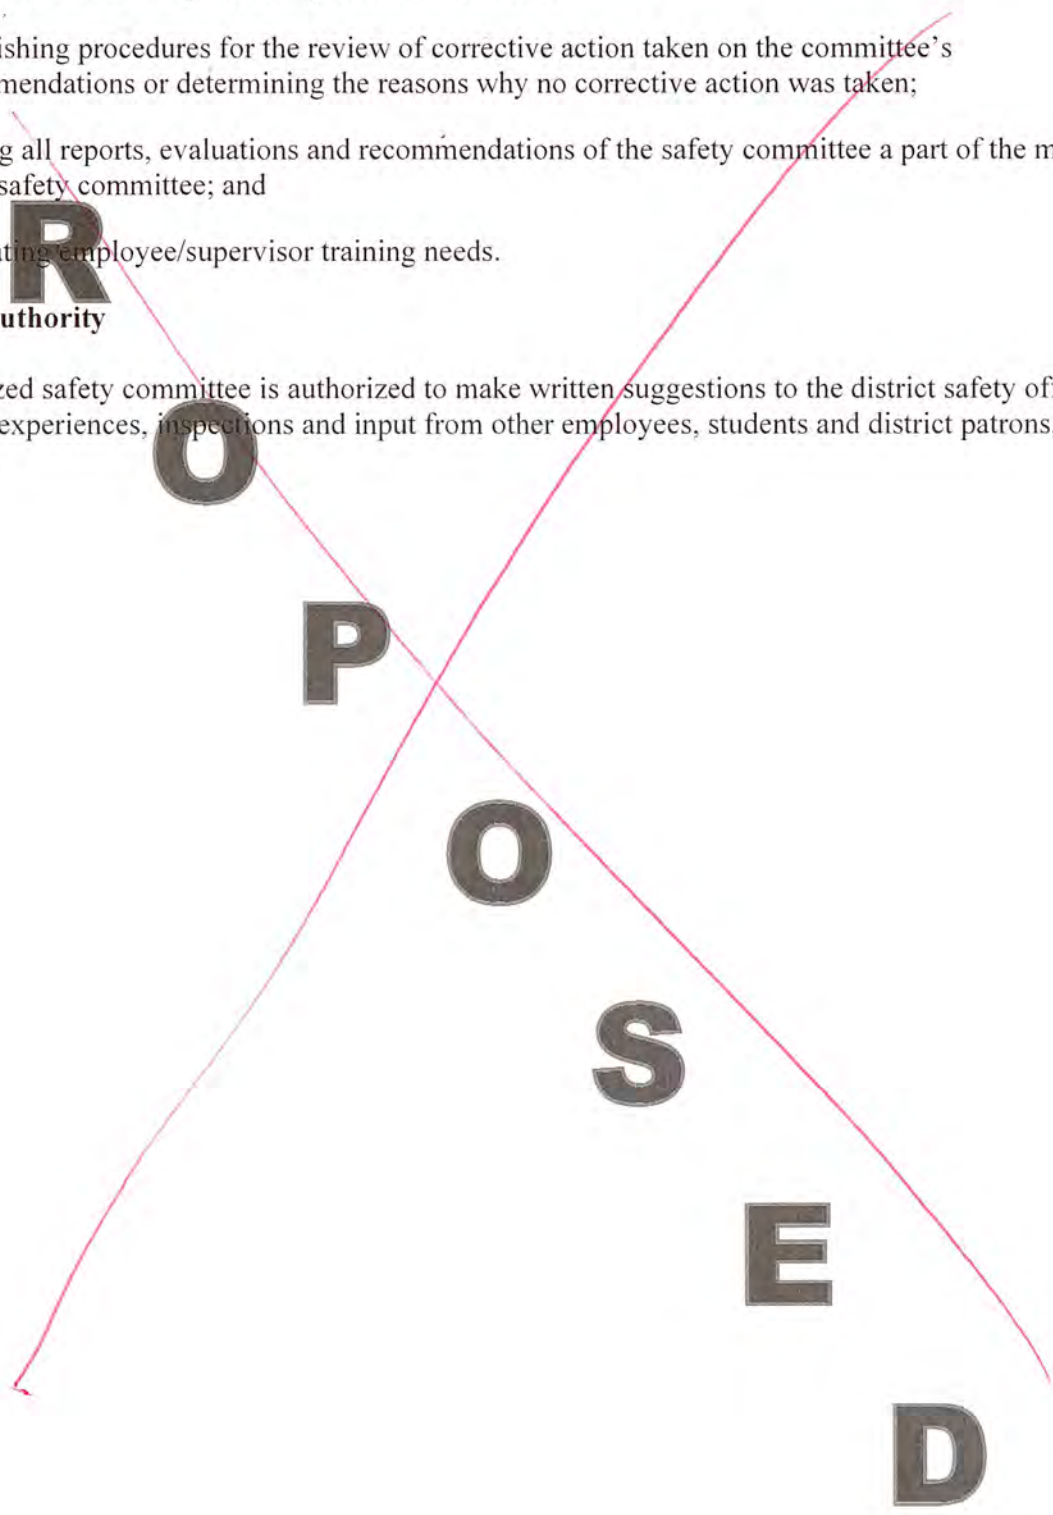 ishing procedures for the review of corrective action taken on the committee's
mendations or determining the reasons why no corrective action was taken;
g all reports, evaluations and recommendations of the safety committee a part of the m
safety committee; and
R
ting employee/supervisor training needs.
uthority
zed safety committee is authorized to make written suggestions to the district safety of
experiences, inspections and input from other employees, students and district patrons.
O
P
O
S
E
D